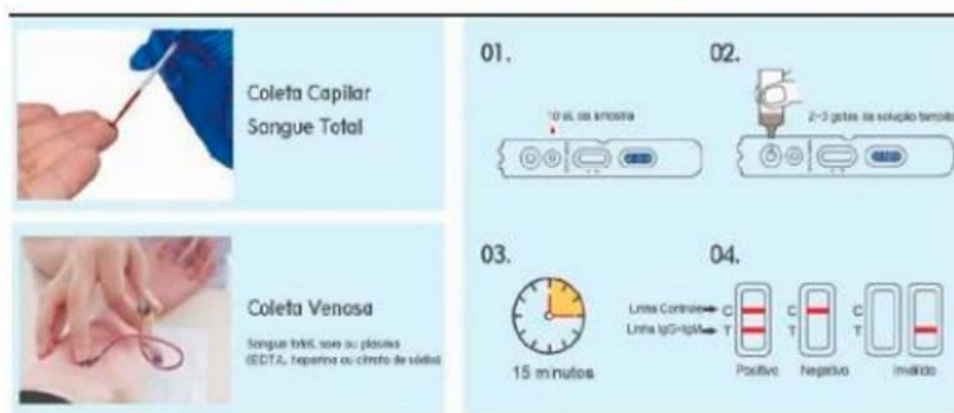 Coleta Capilar
Sangue Total
Coleta Venosa
Sangue total, soro ou plasma
(EDTA, heparina ou citrato de sódio)
01.
10 uL da amostra
02.
2-3 gotas da solução tampão
03.
15 minutos
04.
Linha Controle C C C
Linha IgG+IgM T T T
Positivo Negativo Inválido